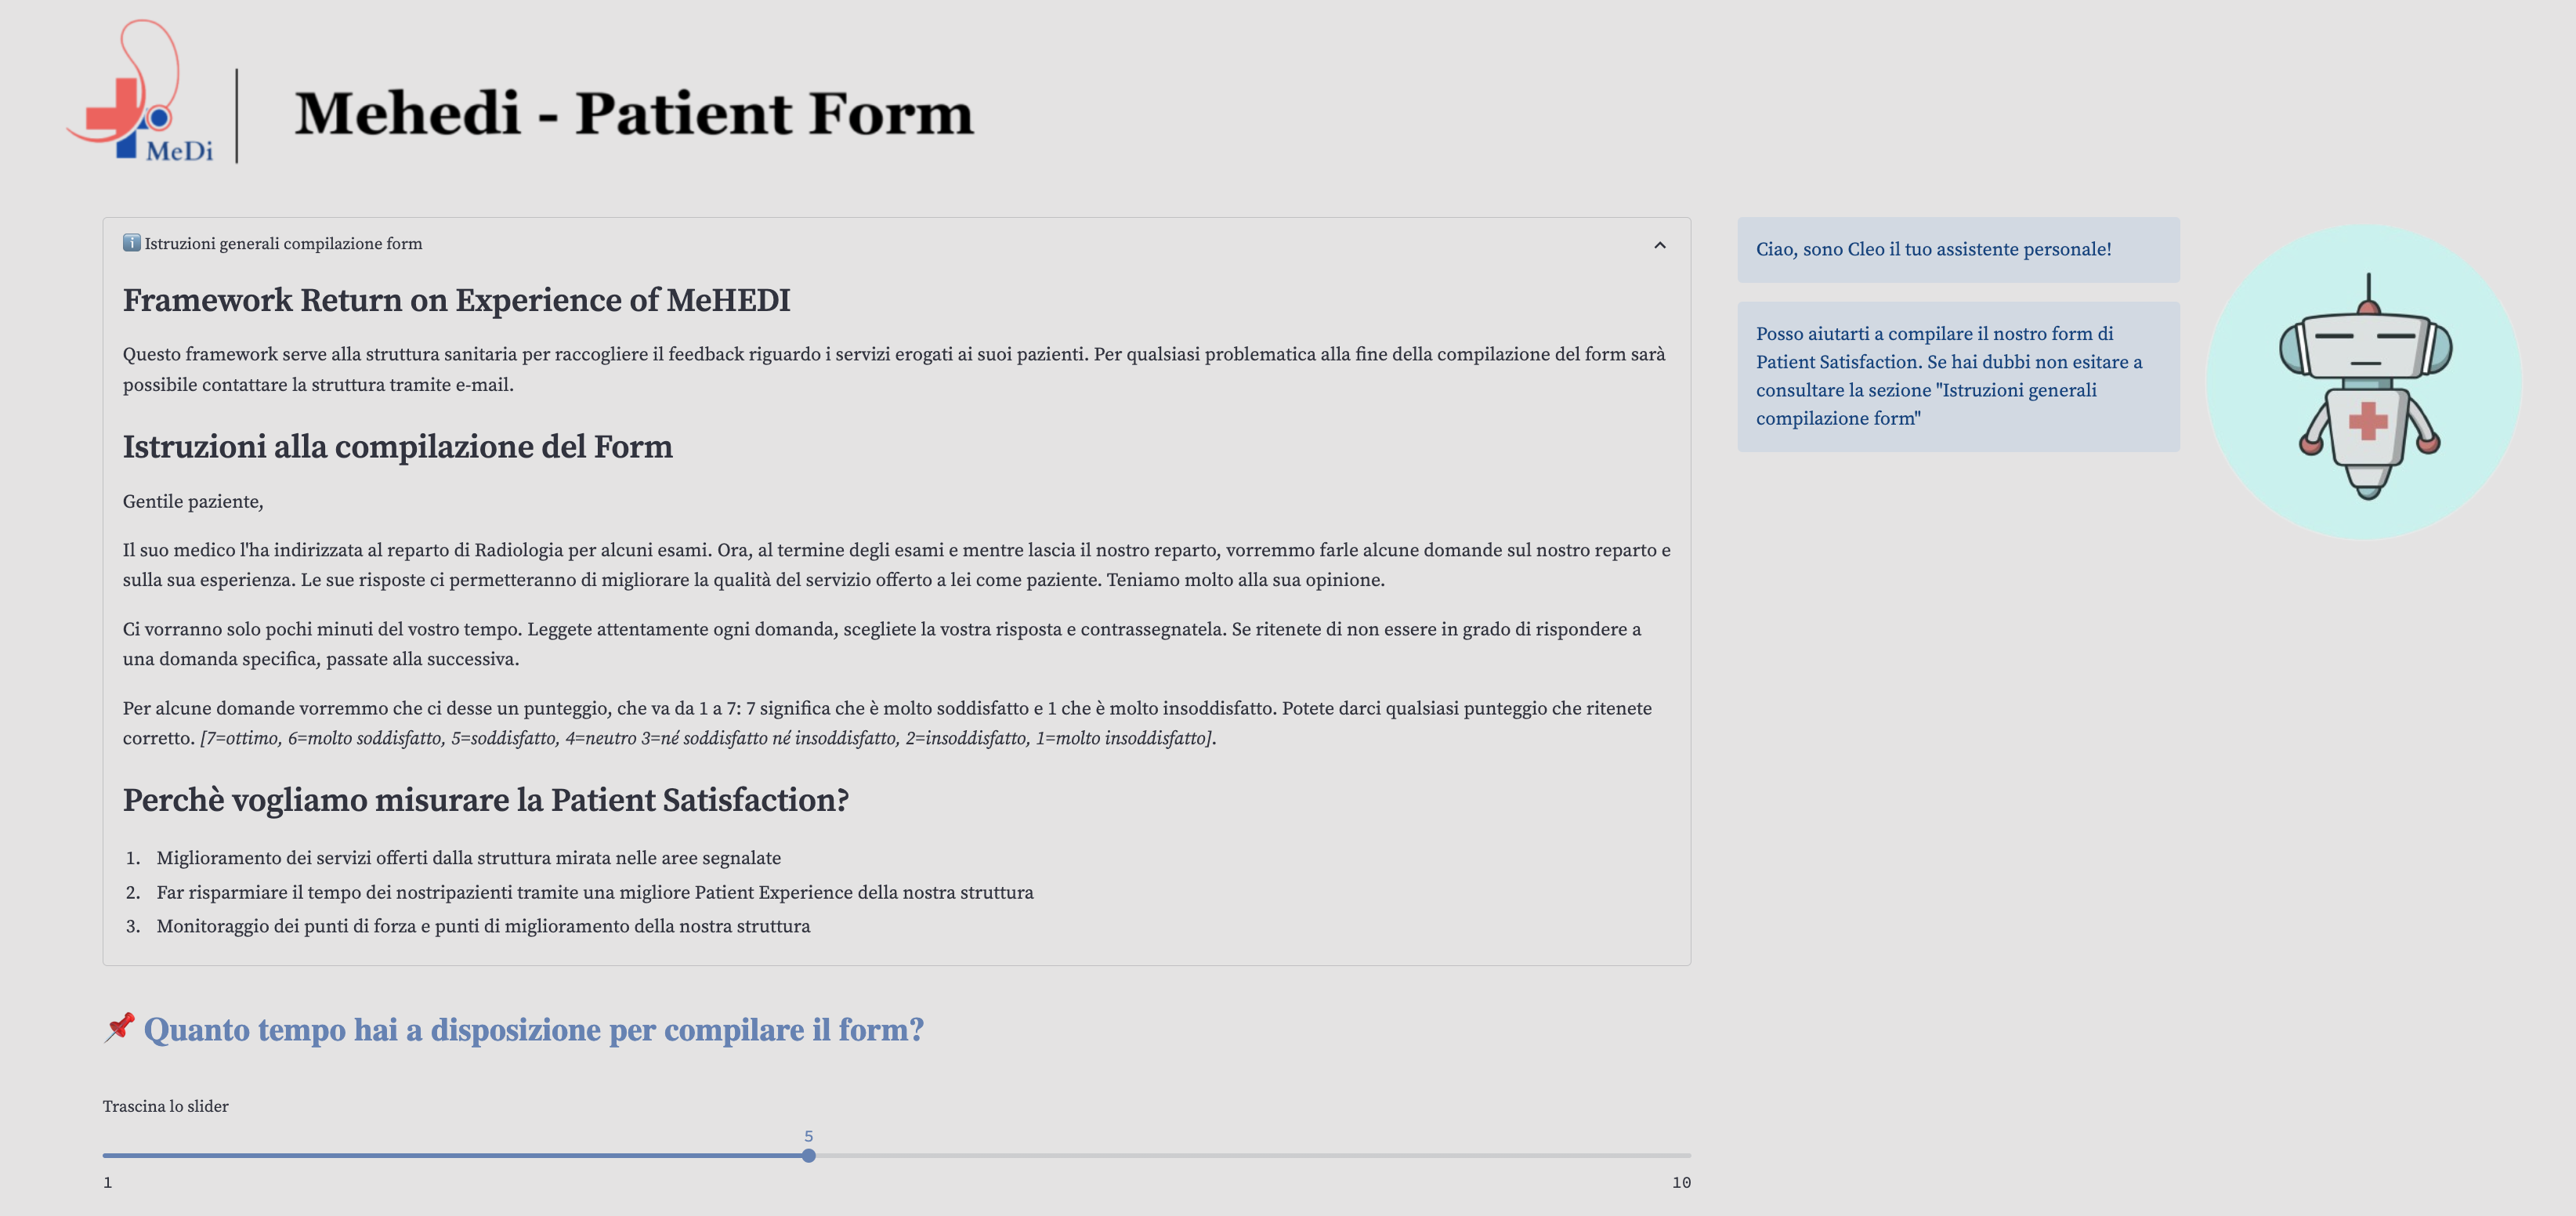 MeDi
Mehedi - Patient Form
ℹ️ Istruzioni generali compilazione form
Framework Return on Experience of MeHEDI
Questo framework serve alla struttura sanitaria per raccogliere il feedback riguardo i servizi erogati ai suoi pazienti. Per qualsiasi problematica alla fine della compilazione del form sarà
possibile contattare la struttura tramite e-mail.
Istruzioni alla compilazione del Form
Gentile paziente,
Il suo medico l'ha indirizzata al reparto di Radiologia per alcuni esami. Ora, al termine degli esami e mentre lascia il nostro reparto, vorremmo farle alcune domande sul nostro reparto e
sulla sua esperienza. Le sue risposte ci permetteranno di migliorare la qualità del servizio offerto a lei come paziente. Teniamo molto alla sua opinione.
Ci vorranno solo pochi minuti del vostro tempo. Leggete attentamente ogni domanda, scegliete la vostra risposta e contrassegnatela. Se ritenete di non essere in grado di rispondere a
una domanda specifica, passate alla successiva.
Per alcune domande vorremmo che ci desse un punteggio, che va da 1 a 7: 7 significa che è molto soddisfatto e 1 che è molto insoddisfatto. Potete darci qualsiasi punteggio che ritenete
corretto. [7=ottimo, 6=molto soddisfatto, 5=soddisfatto, 4=neutro 3=né soddisfatto né insoddisfatto, 2=insoddisfatto, 1=molto insoddisfatto].
Perchè vogliamo misurare la Patient Satisfaction?
1. Miglioramento dei servizi offerti dalla struttura mirata nelle aree segnalate
2. Far risparmiare il tempo dei nostripazienti tramite una migliore Patient Experience della nostra struttura
3. Monitoraggio dei punti di forza e punti di miglioramento della nostra struttura
📌 Quanto tempo hai a disposizione per compilare il form?
Trascina lo slider
5
1
10
Ciao, sono Cleo il tuo assistente personale!
Posso aiutarti a compilare il nostro form di
Patient Satisfaction. Se hai dubbi non esitare a
consultare la sezione "Istruzioni generali
compilazione form"